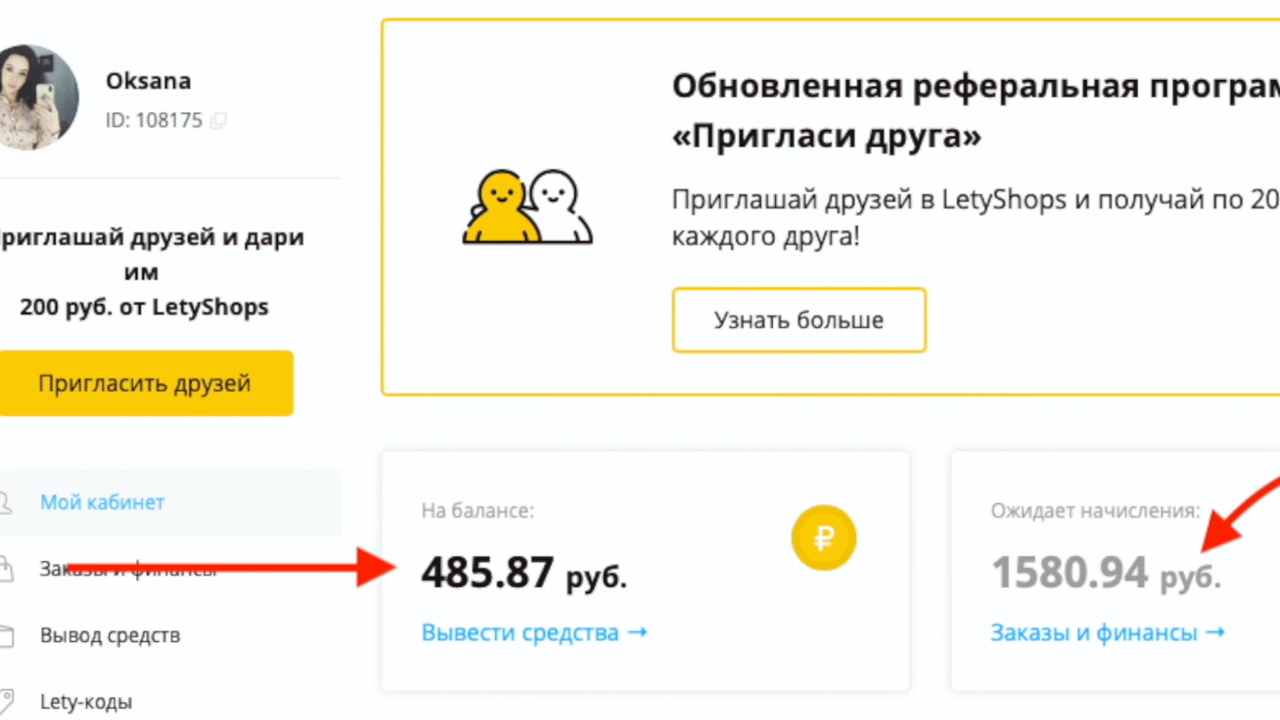 Oksana
ID: 108175
риглашай друзей и дари
им
200 руб. от LetyShops
Пригласить друзей
Мой кабинет
Заказы и финансы
Вывод средств
Lety-коды
Обновленная реферальная програм
«Пригласи друга»
Приглашай друзей в LetyShops и получай по 20
каждого друга!
Узнать больше
На балансе:
485.87 руб.
₽
Вывести средства →
Ожидает начисления:
1580.94 руб.
Заказы и финансы →